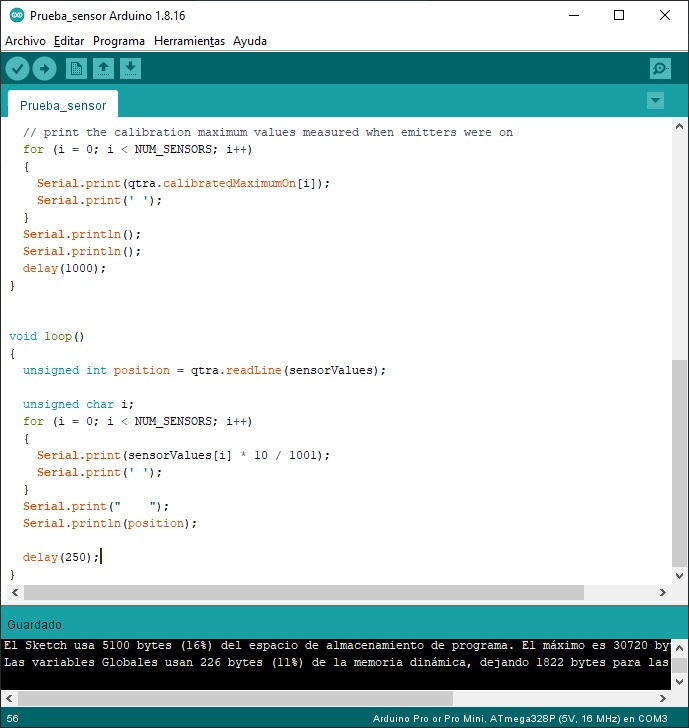 Prueba_sensor Arduino 1.8.16
Archivo Editar Programa Herramientas Ayuda
Prueba_sensor
// print the calibration maximum values measured when emitters were on
for (i = 0; i < NUM_SENSORS; i++)
{
Serial.print(qtra.calibratedMaximumOn[i]);
Serial.print(' ');
}
Serial.println();
Serial.println();
delay(1000);
}
void loop()
{
unsigned int position = qtra.readLine(sensorValues);
unsigned char i;
for (i = 0; i < NUM_SENSORS; i++)
{
Serial.print(sensorValues[i] * 10 / 1001);
Serial.print(' ');
}
Serial.print("    ");
Serial.println(position);
delay(250);
}
Guardado.
El Sketch usa 5100 bytes (16%) del espacio de almacenamiento de programa. El máximo es 30720 by
Las variables Globales usan 226 bytes (11%) de la memoria dinámica, dejando 1822 bytes para las
56 Arduino Pro or Pro Mini, ATmega328P (5V, 16 MHz) en COM3